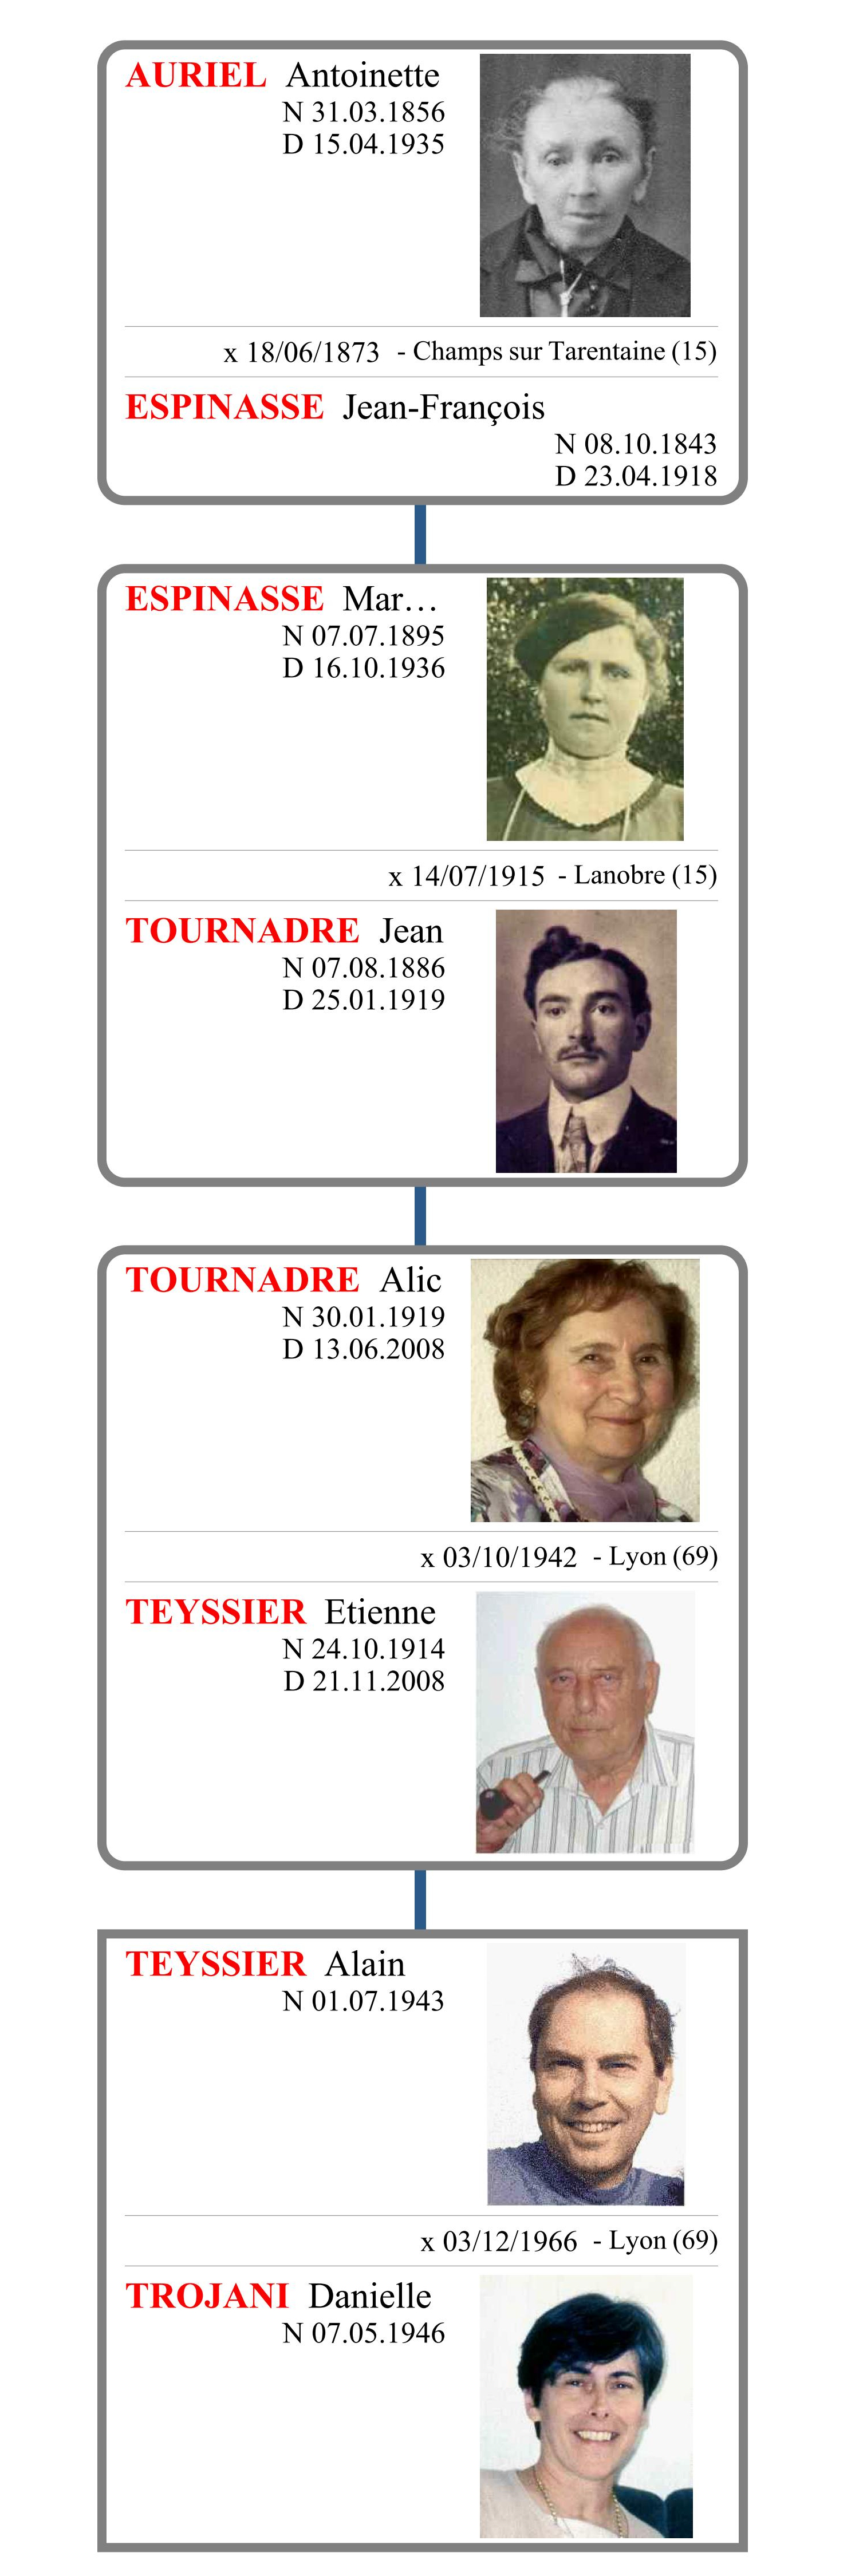 AURIEL Antoinette
N 31.03.1856
D 15.04.1935
x 18/06/1873 - Champs sur Tarentaine (15)
ESPINASSE Jean-François
N 08.10.1843
D 23.04.1918
ESPINASSE Mar…
N 07.07.1895
D 16.10.1936
x 14/07/1915 - Lanobre (15)
TOURNADRE Jean
N 07.08.1886
D 25.01.1919
TOURNADRE Alic
N 30.01.1919
D 13.06.2008
x 03/10/1942 - Lyon (69)
TEYSSIER Etienne
N 24.10.1914
D 21.11.2008
TEYSSIER Alain
N 01.07.1943
x 03/12/1966 - Lyon (69)
TROJANI Danielle
N 07.05.1946